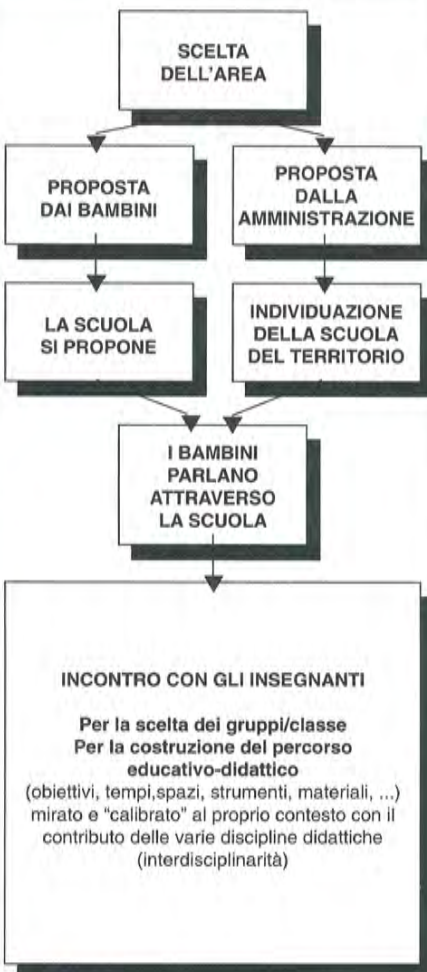 SCELTA
DELL'AREA
PROPOSTA
DAI BAMBINI
PROPOSTA
DALLA
AMMINISTRAZIONE
LA SCUOLA
SI PROPONE
INDIVIDUAZIONE
DELLA SCUOLA
DEL TERRITORIO
I BAMBINI
PARLANO
ATTRAVERSO
LA SCUOLA
INCONTRO CON GLI INSEGNANTI
Per la scelta dei gruppi/classe
Per la costruzione del percorso
educativo-didattico
(obiettivi, tempi,spazi, strumenti, materiali, ...)
mirato e "calibrato" al proprio contesto con il
contributo delle varie discipline didattiche
(interdisciplinarità)